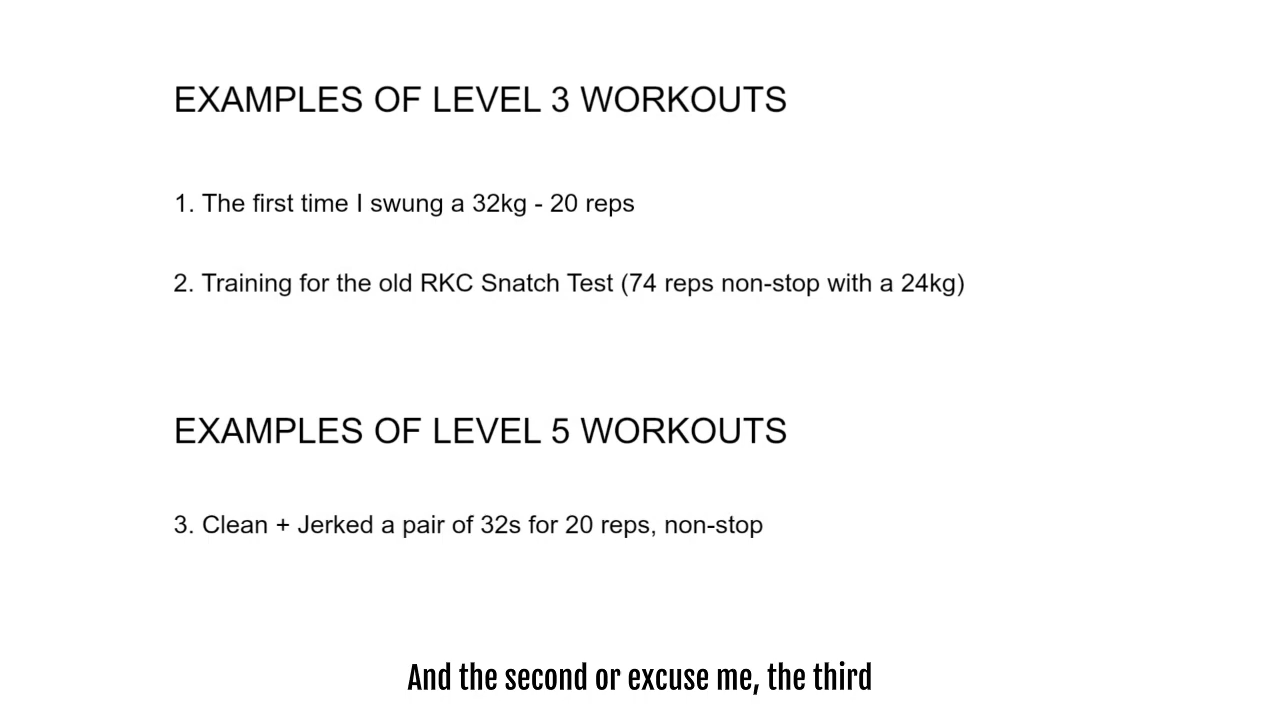 EXAMPLES OF LEVEL 3 WORKOUTS
1. The first time I swung a 32kg - 20 reps
2. Training for the old RKC Snatch Test (74 reps non-stop with a 24kg)
EXAMPLES OF LEVEL 5 WORKOUTS
3. Clean + Jerked a pair of 32s for 20 reps, non-stop
And the second or excuse me, the third